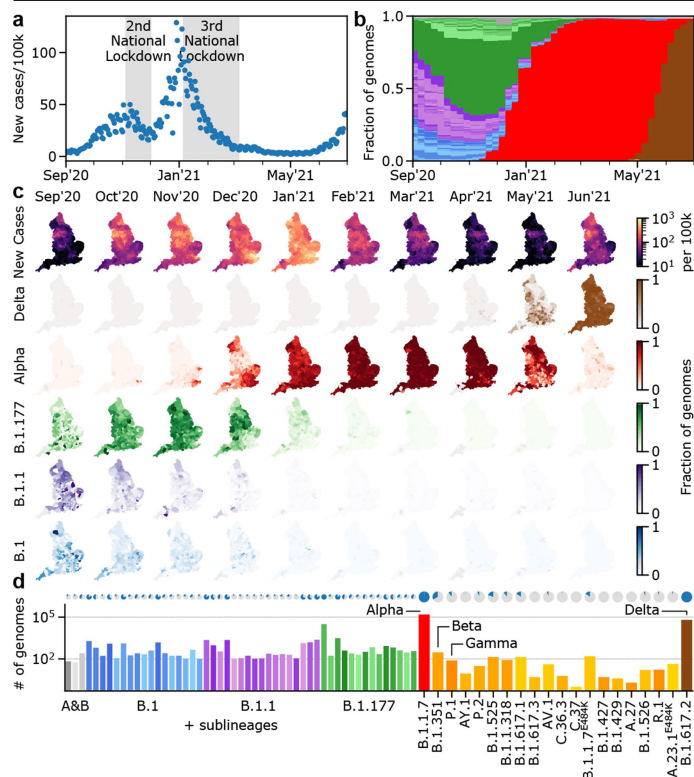 a
b
2nd
National
Lockdown
3rd
National
Lockdown
New cases/100k
100
50
0
Sep'20
Jan'21
May'21
Fraction of genomes
1.0
0.5
0.0
Sep'20
Jan'21
May'21
c
Sep'20 Oct'20 Nov'20 Dec'20 Jan'21 Feb'21 Mar'21 Apr'21 May'21 Jun'21
New Cases
10³
10²
10¹
per 100k
Delta
1
0
Alpha
1
0
B.1.177
1
0
Fraction of genomes
B.1.1
1
0
B.1
1
0
d
# of genomes
10⁵
10²
Alpha
Beta
Gamma
Delta
A&B
B.1
B.1.1
B.1.177
+ sublineages
B.1.1.7
B.1.351
P.1
AY.1
P.2
B.1.525
B.1.1.318
B.1.617.1
B.1.617.3
AV.1
C.36.3
C.37
B.1.1.7E484K
B.1.427
B.1.429
A.27
B.1.526
R.1
A.23.1E484K
B.1.617.2